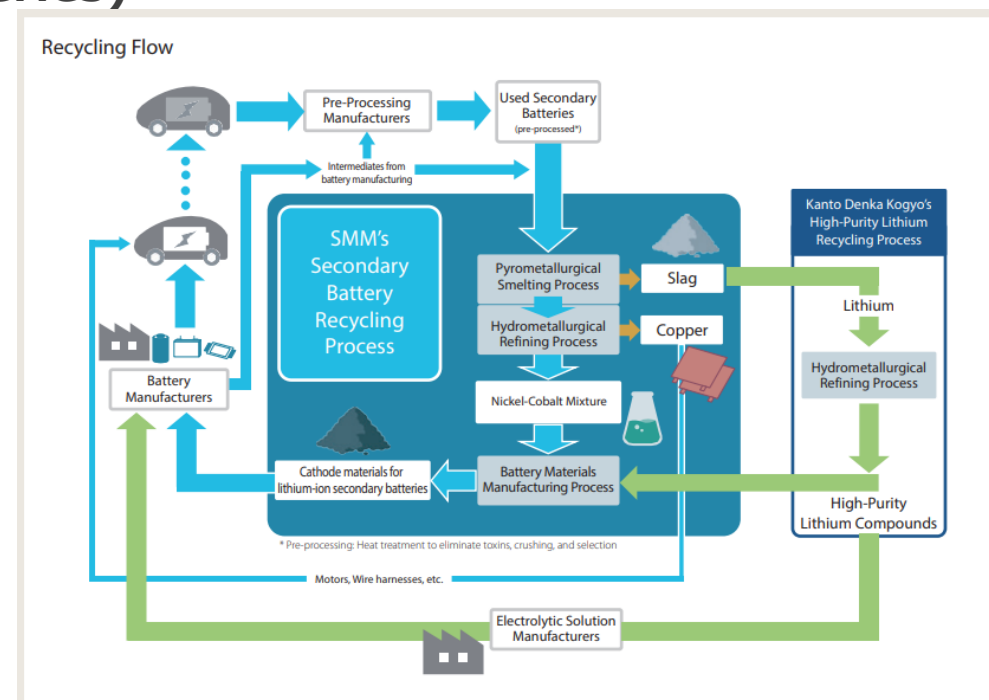 Recycling Flow
Pre-Processing
Manufacturers
Used Secondary
Batteries
(pre-processed*)
Intermediates from
battery manufacturing
SMM's
Secondary
Battery
Recycling
Process
Pyrometallurgical
Smelting Process
Slag
Hydrometallurgical
Refining Process
Copper
Nickel-Cobalt Mixture
Battery Materials
Manufacturing Process
Cathode materials for
lithium-ion secondary batteries
Battery
Manufacturers
Kanto Denka Kogyo's
High-Purity Lithium
Recycling Process
Lithium
Hydrometallurgical
Refining Process
High-Purity
Lithium Compounds
* Pre-processing: Heat treatment to eliminate toxins, crushing, and selection
Motors, Wire harnesses, etc.
Electrolytic Solution
Manufacturers